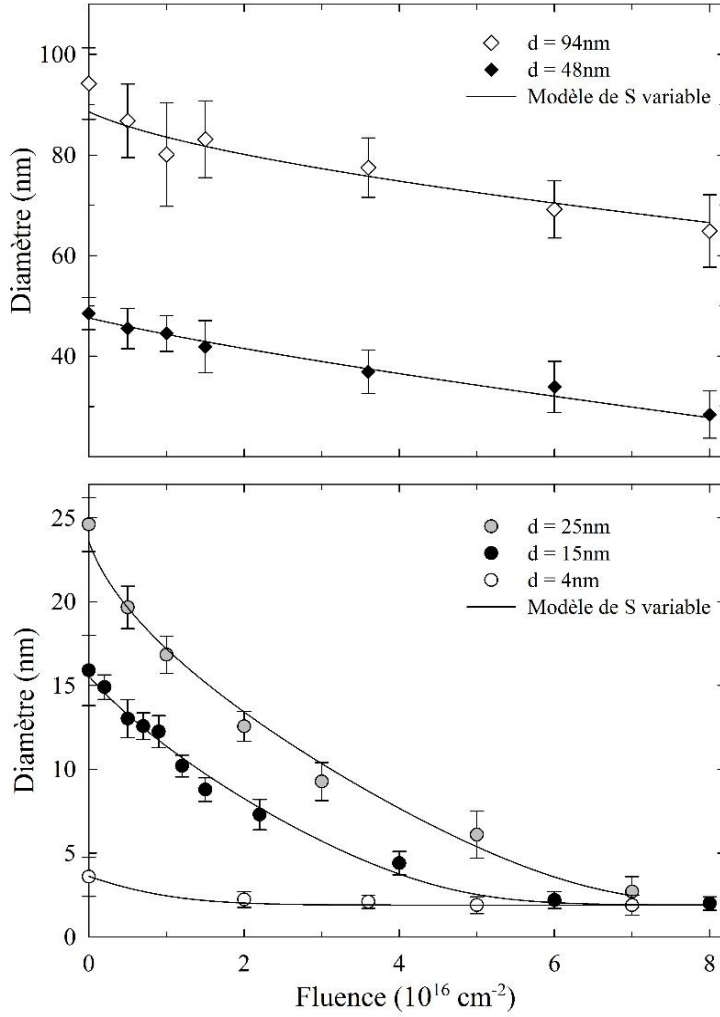 100
80
60
40
Diamètre (nm)
d = 94nm
d = 48nm
Modèle de S variable
25
20
15
10
5
0
Diamètre (nm)
d = 25nm
d = 15nm
d = 4nm
Modèle de S variable
0 2 4 6 8
Fluence (10¹⁶ cm⁻²)